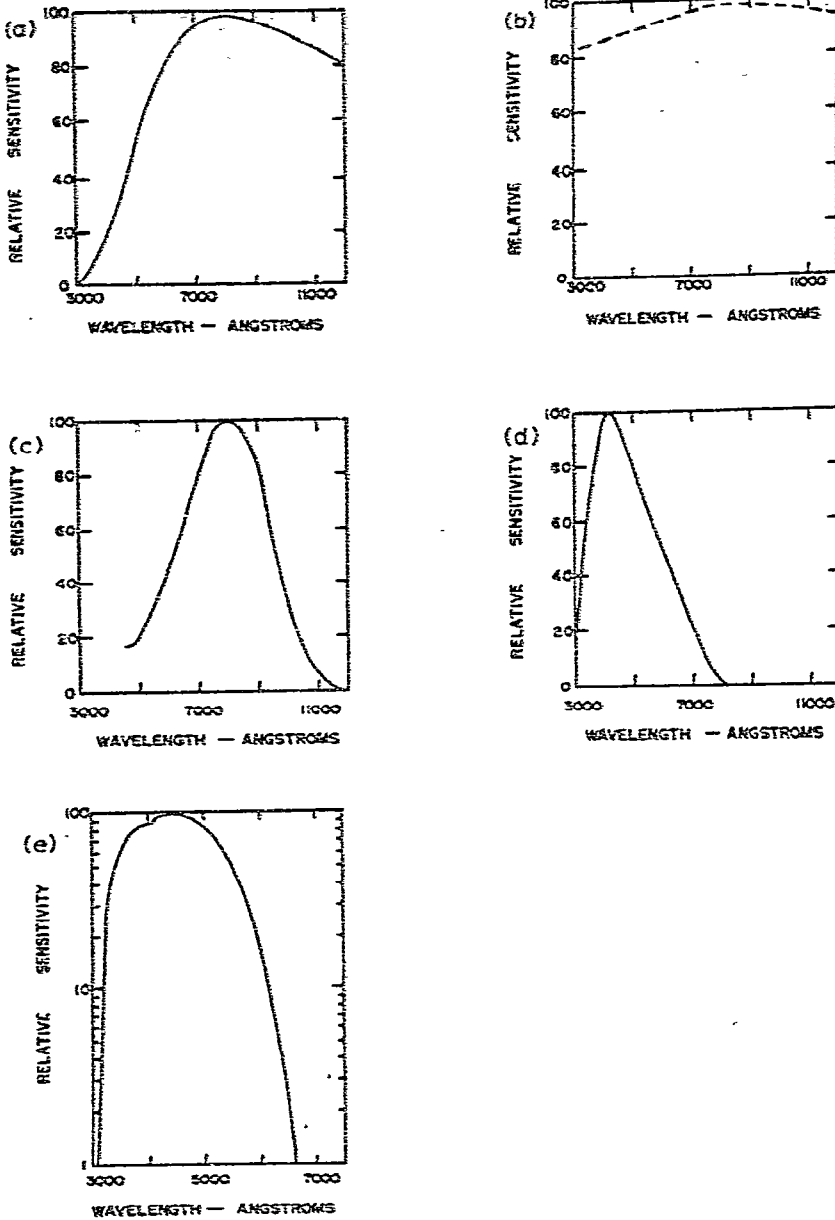 (a)
RELATIVE SENSITIVITY
100
80
60
40
20
0
3000 7000 11000
WAVELENGTH — ANGSTROMS
(b)
RELATIVE SENSITIVITY
100
80
60
40
20
0
3000 7000 11000
WAVELENGTH — ANGSTROMS
(c)
RELATIVE SENSITIVITY
100
80
60
40
20
0
3000 7000 11000
WAVELENGTH — ANGSTROMS
(d)
RELATIVE SENSITIVITY
100
80
60
40
20
0
3000 7000 11000
WAVELENGTH — ANGSTROMS
(e)
RELATIVE SENSITIVITY
100
10
1
3000 5000 7000
WAVELENGTH — ANGSTROMS